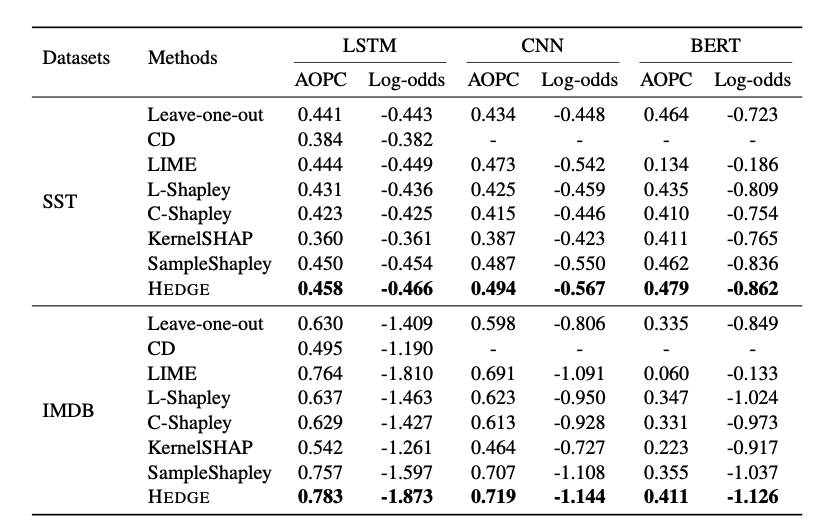 Datasets Methods LSTM CNN BERT
AOPC Log-odds AOPC Log-odds AOPC Log-odds
SST
Leave-one-out 0.441 -0.443 0.434 -0.448 0.464 -0.723
CD 0.384 -0.382 - - - -
LIME 0.444 -0.449 0.473 -0.542 0.134 -0.186
L-Shapley 0.431 -0.436 0.425 -0.459 0.435 -0.809
C-Shapley 0.423 -0.425 0.415 -0.446 0.410 -0.754
KernelSHAP 0.360 -0.361 0.387 -0.423 0.411 -0.765
SampleShapley 0.450 -0.454 0.487 -0.550 0.462 -0.836
HEDGE 0.458 -0.466 0.494 -0.567 0.479 -0.862
IMDB
Leave-one-out 0.630 -1.409 0.598 -0.806 0.335 -0.849
CD 0.495 -1.190 - - - -
LIME 0.764 -1.810 0.691 -1.091 0.060 -0.133
L-Shapley 0.637 -1.463 0.623 -0.950 0.347 -1.024
C-Shapley 0.629 -1.427 0.613 -0.928 0.331 -0.973
KernelSHAP 0.542 -1.261 0.464 -0.727 0.223 -0.917
SampleShapley 0.757 -1.597 0.707 -1.108 0.355 -1.037
HEDGE 0.783 -1.873 0.719 -1.144 0.411 -1.126